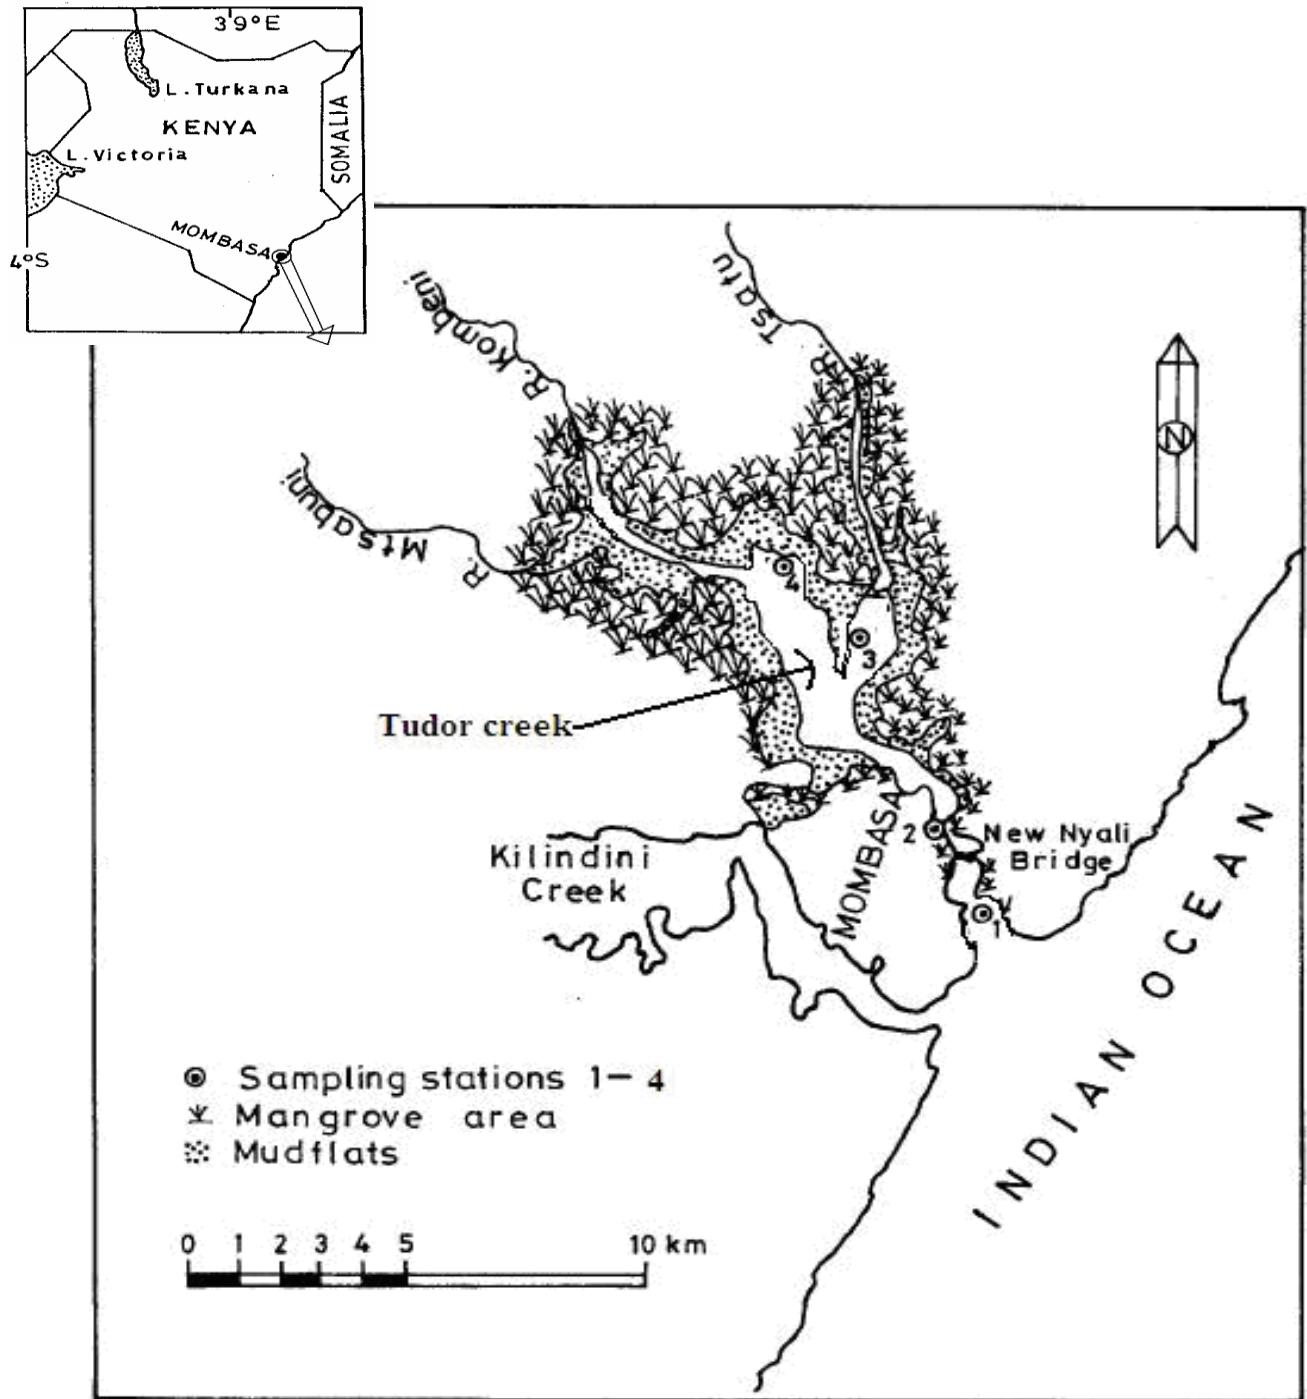 39°E
L. Turkana
KENYA
SOMALIA
L. Victoria
MOMBASA
4°S
R. Kombeni
R. Tsatu
R. Mtsabuni
N
4
3
Tudor creek
2
New Nyali
Bridge
Kilindini
Creek
MOMBASA
1
INDIAN OCEAN
Sampling stations 1-4
Mangrove area
Mudflats
0 1 2 3 4 5 10 km